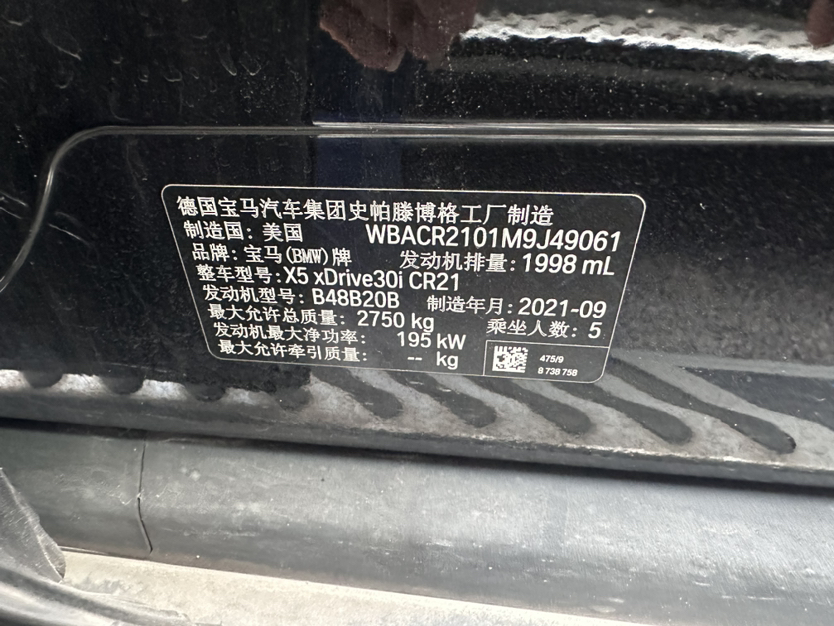 德国宝马汽车集团史帕滕博格工厂制造
制造国: 美国 WBACR2101M9J49061
品牌: 宝马(BMW)牌 发动机排量: 1998 mL
整车型号: X5 xDrive30i CR21
发动机型号: B48B20B 制造年月: 2021-09
最大允许总质量: 2750 kg 乘坐人数: 5
发动机最大净功率: 195 kW
最大允许牵引质量: -- kg
475/9
8 738 758